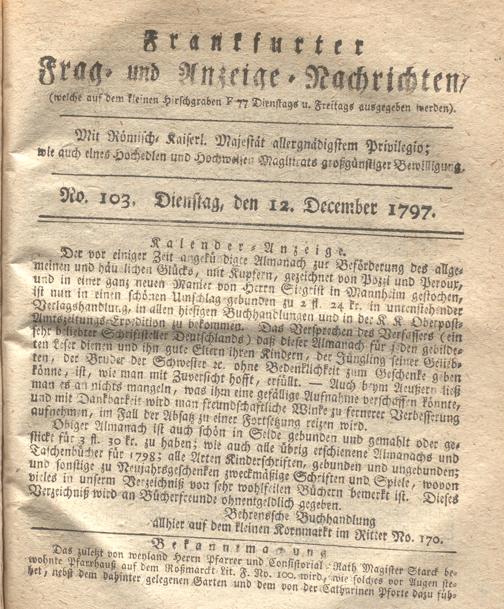 Frankfurter
Frag- und Anzeige-Nachrichten,
(welche auf dem kleinen Hirschgraben F 77 Dienstags u. Freitags ausgegeben werden).
Mit Römisch-Kaiserl. Majestät allergnädigstem Privilegio;
wie auch eines Hochedlen und Hochweisen Magistrats großgünstiger Bewilligung.
No. 103. Dienstag, den 12. December 1797.
Kalender-Anzeige.
Der vor einiger Zeit angekündigte Almanach zur Beförderung des allge-
meinen und häuslichen Glücks, mit Kupfern, gezeichnet von Pozzi und Peroux,
und in einer ganz neuen Manier von Herrn Siegrist in Mannheim gestochen,
ist nun in einen schönen Umschlag gebunden zu 2 fl. 24 kr. in untenstehender
Verlagshandlung, in allen hiesigen Buchhandlungen und in der K. K. Oberpost-
Amtszeitungs-Expedition zu bekommen. Das Versprechen des Verfassers (ein
sehr beliebter Schriftsteller Deutschlands) daß dieser Almanach für jeden gebilde-
ten Leser dienen und ihn gute Eltern ihren Kindern, der Jüngling seiner Gelieb-
ten, der Bruder der Schwester ec. ohne Bedenklichkeit zum Geschenke geben
könne, ist, wie man mit Zuversicht hofft, erfüllt. — Auch beym Aeußern ließ
man es an nichts mangeln, was ihm eine gefällige Aufnahme verschaffen könnte,
und mit Dankbarkeit wird man freundschaftliche Winke zu fernerer Verbesserung
aufnehmen, im Fall der Absatz zu einer Fortsetzung reizen wird.
Obiger Almanach ist auch schön in Seide gebunden und gemahlt oder ge-
stickt für 3 fl. 30 kr. zu haben; wie auch alle übrig erschienene Almanachs und
Taschenbücher für 1798; alle Arten Kinderschriften, gebunden und ungebunden;
und sonstige zu Neujahrsgeschenken zweckmäßige Schriften und Spiele, wovon
vieles in unserm Verzeichniß von sehr wohlfeilen Büchern bemerkt ist. Dieses
Verzeichniß wird an Bücherfreunde ohnentgeldlich gegeben.
Behrensche Buchhandlung
allhier auf dem kleinen Kornmarkt im Ritter No. 170.
Bekanntmachung
Das zuletzt von weyland Herrn Pfarrer und Consistorial-Rath Magister Starck be-
wohnte Pfarrhauß auf dem Roßmarkt Lit. F. No. 100. wird, wie solches vor Augen ste-
het, nebst dem dahinter gelegenen Garten und dem von der Catharinen Pforte dazu füh-